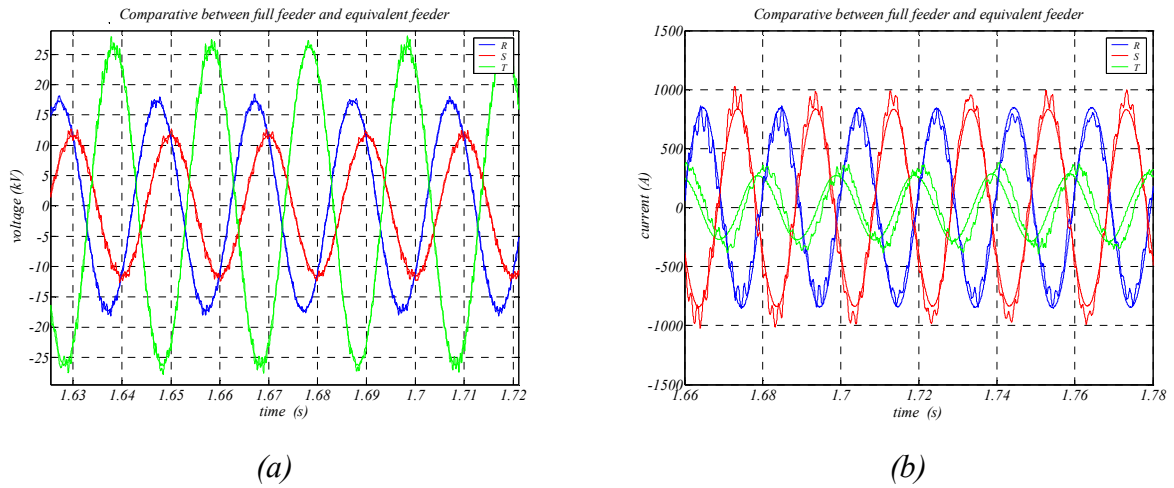 Comparative between full feeder and equivalent feeder
voltage (kV)
25
20
15
10
5
0
-5
-10
-15
-20
-25
R
S
T
1.63 1.64 1.65 1.66 1.67 1.68 1.69 1.7 1.71 1.72
time (s)
(a)
Comparative between full feeder and equivalent feeder
current (A)
1500
1000
500
0
-500
-1000
-1500
R
S
T
1.66 1.68 1.7 1.72 1.74 1.76 1.78
time (s)
(b)